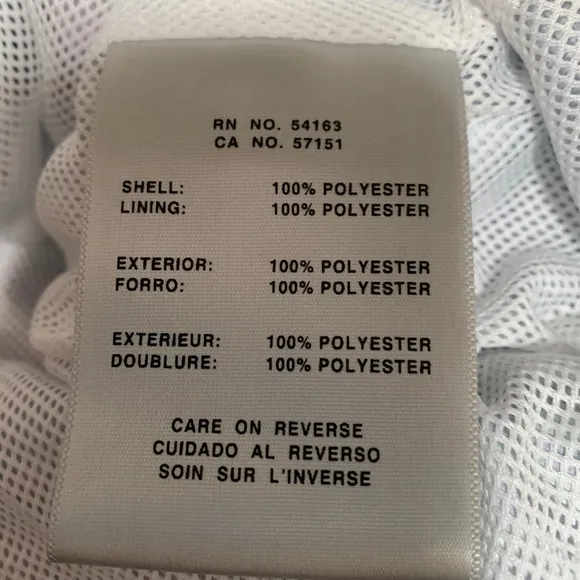 RN NO. 54163
CA NO. 57151
SHELL: 100% POLYESTER
LINING: 100% POLYESTER
EXTERIOR: 100% POLYESTER
FORRO: 100% POLYESTER
EXTERIEUR: 100% POLYESTER
DOUBLURE: 100% POLYESTER
CARE ON REVERSE
CUIDADO AL REVERSO
SOIN SUR L'INVERSE